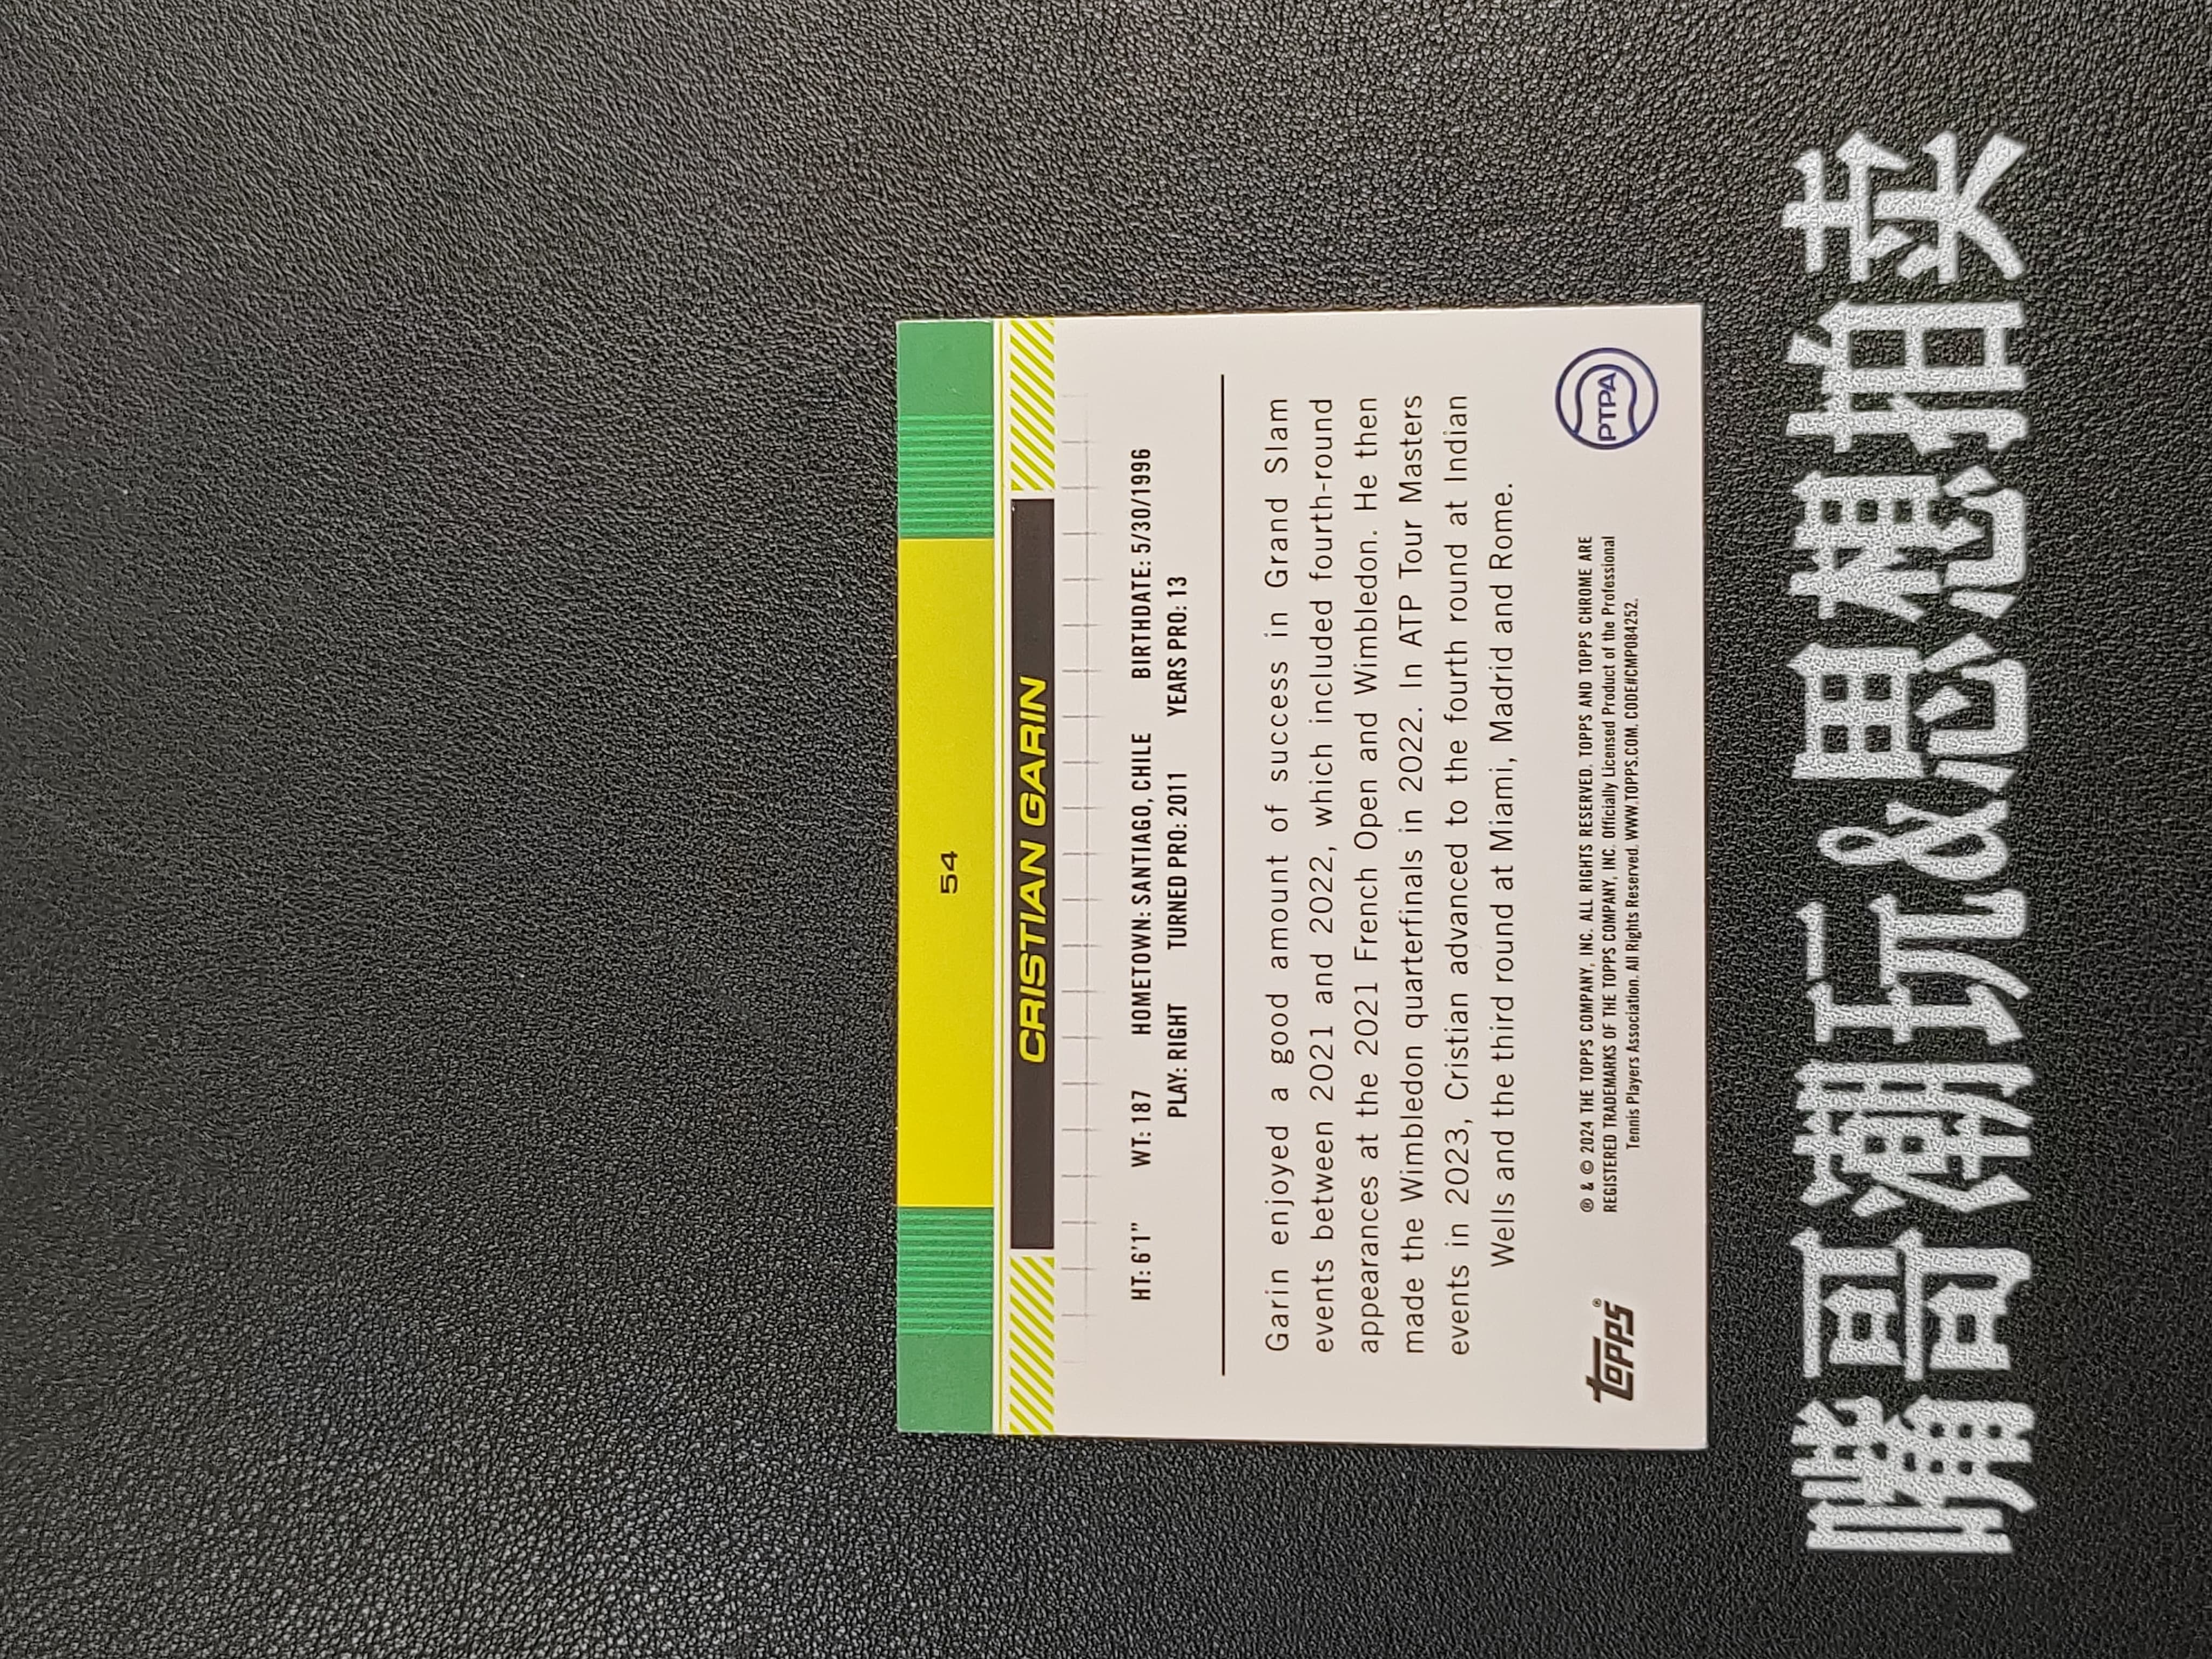 54
CRISTIAN GARIN
HT: 6'1" WT: 187 HOMETOWN: SANTIAGO, CHILE BIRTHDATE: 5/30/1996
PLAY: RIGHT TURNED PRO: 2011 YEARS PRO: 13
Garin enjoyed a good amount of success in Grand Slam
events between 2021 and 2022, which included fourth-round
appearances at the 2021 French Open and Wimbledon. He then
made the Wimbledon quarterfinals in 2022. In ATP Tour Masters
events in 2023, Cristian advanced to the fourth round at Indian
Wells and the third round at Miami, Madrid and Rome.
® & © 2024 THE TOPPS COMPANY, INC. ALL RIGHTS RESERVED. TOPPS AND TOPPS CHROME ARE
REGISTERED TRADEMARKS OF THE TOPPS COMPANY, INC. Officially Licensed Product of the Professional
Tennis Players Association. All Rights Reserved. WWW.TOPPS.COM. CODE#CMP084252.
TOPPS®
PTPA
嘴哥潮玩&思想拍卖